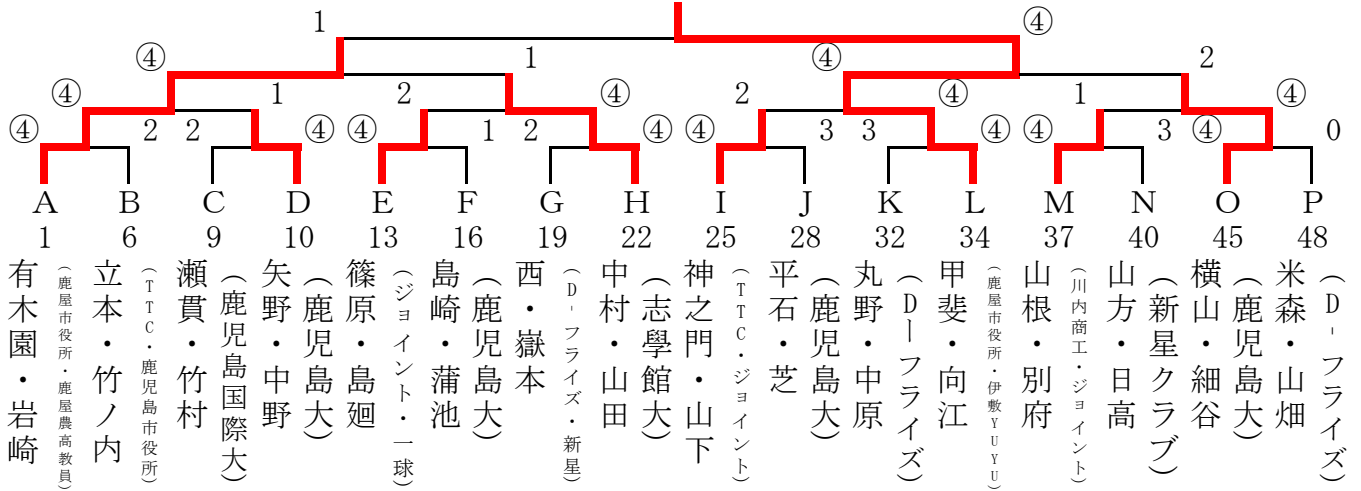 1 ④
④ 1 ④ 2
④ 1 2 ④ 2 ④ 1 ④
④ 2 2 ④ ④ 1 2 ④ ④ 3 3 ④ ④ 3 ④ 0
A B C D E F G H I J K L M N O P
1 6 9 10 13 16 19 22 25 28 32 34 37 40 45 48
有木園・岩崎
(鹿屋市役所・鹿屋農高教員)
立本・竹ノ内
(TTC・鹿児島市役所)
瀬貫・竹村
(鹿児島国際大)
矢野・中野
(鹿児島大)
篠原・島廻
(ジョイント・一球)
島崎・蒲池
(鹿児島大)
西・嶽本
(D-フライズ・新星)
中村・山田
(志學館大)
神之門・山下
(TTC・ジョイント)
平石・芝
(鹿児島大)
丸野・中原
(D-フライズ)
甲斐・向江
(鹿屋市役所・伊敷YUYU)
山根・別府
(川内商工・ジョイント)
山方・日高
(新星クラブ)
横山・細谷
(鹿児島大)
米森・山畑
(D-フライズ)